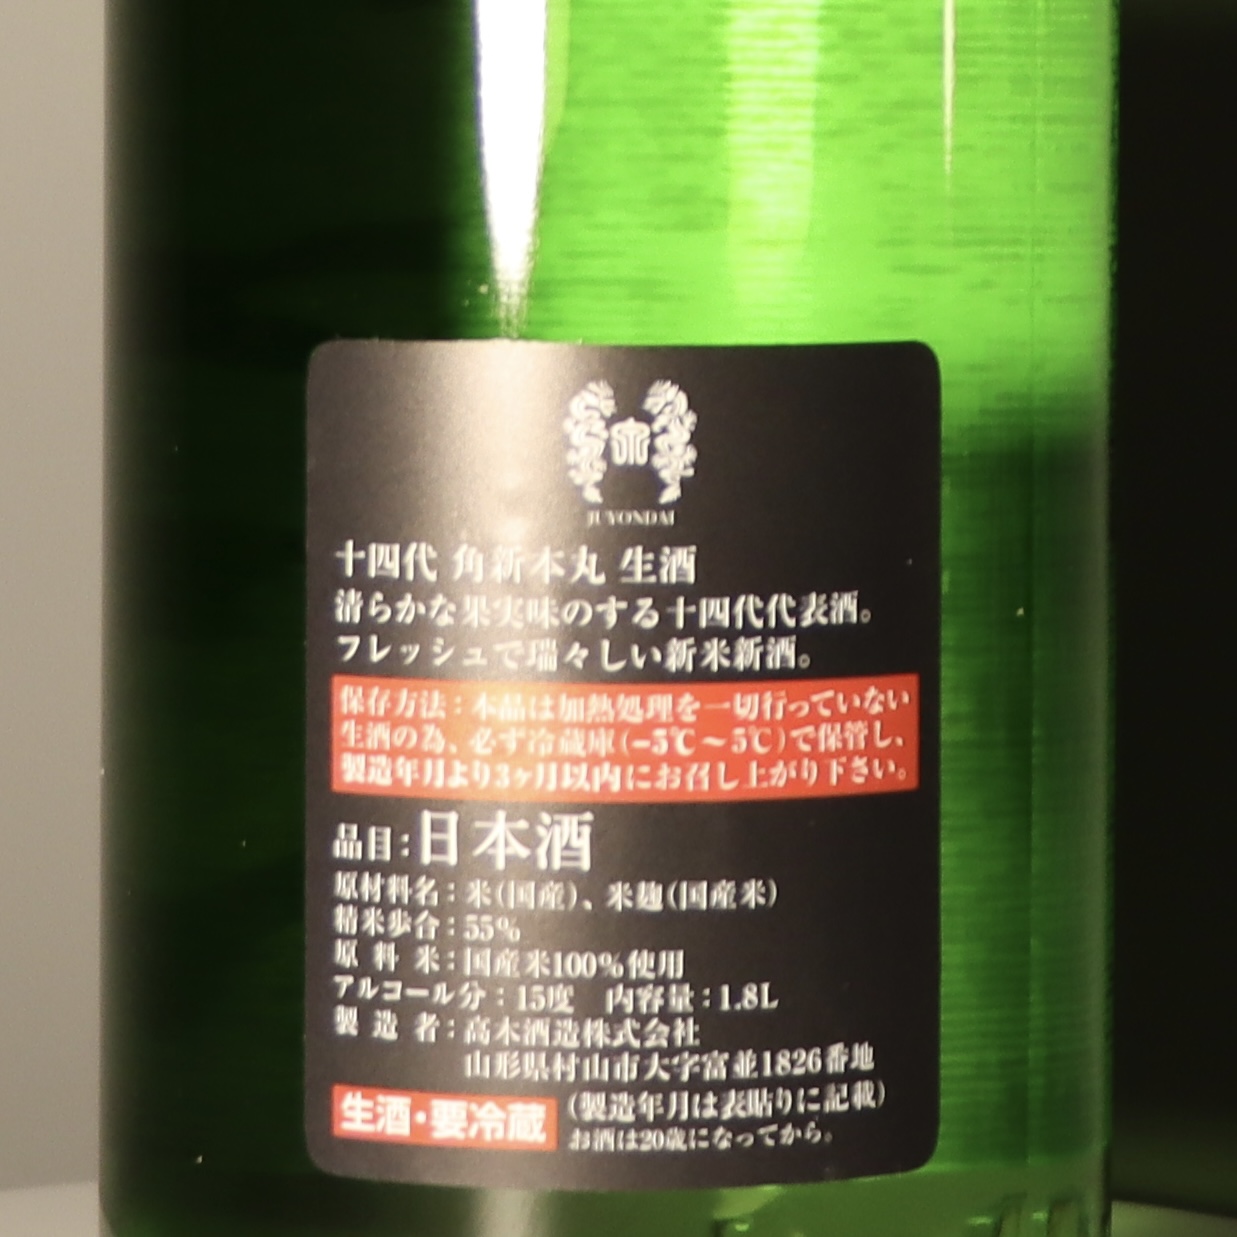 JUYONDAI
十四代 角新本丸 生酒
清らかな果実味のする十四代代表酒。
フレッシュで瑞々しい新米新酒。
保存方法：本品は加熱処理を一切行っていない
生酒の為、必ず冷蔵庫（−5℃～5℃）で保管し、
製造年月より3ヶ月以内にお召し上がり下さい。
品目：日本酒
原材料名：米（国産）、米麹（国産米）
精米歩合：55%
原料米：国産米100%使用
アルコール分：15度　内容量：1.8L
製造者：高木酒造株式会社
山形県村山市大字富並1826番地
生酒・要冷蔵
（製造年月は表貼りに記載）
お酒は20歳になってから。